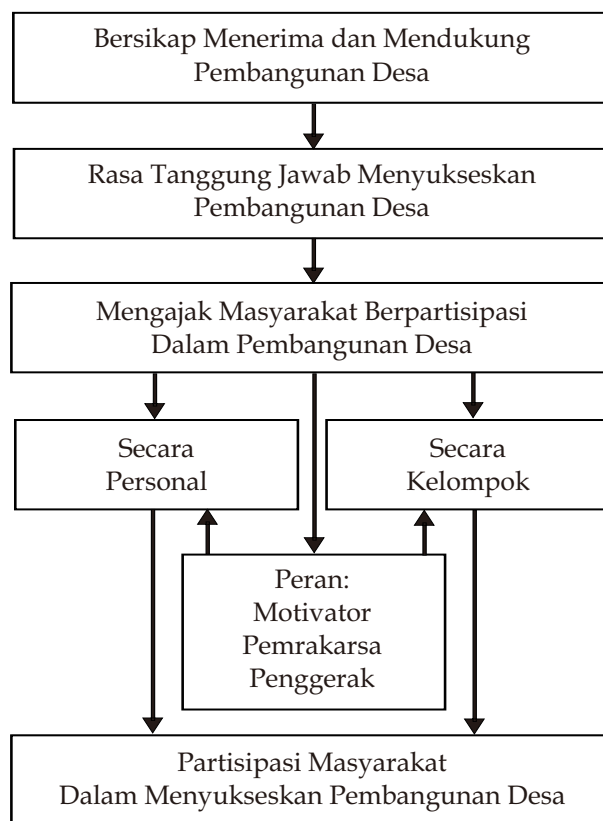 Bersikap Menerima dan Mendukung
Pembangunan Desa
Rasa Tanggung Jawab Menyukseskan
Pembangunan Desa
Mengajak Masyarakat Berpartisipasi
Dalam Pembangunan Desa
Secara
Personal
Secara
Kelompok
Peran:
Motivator
Pemrakarsa
Penggerak
Partisipasi Masyarakat
Dalam Menyukseskan Pembangunan Desa